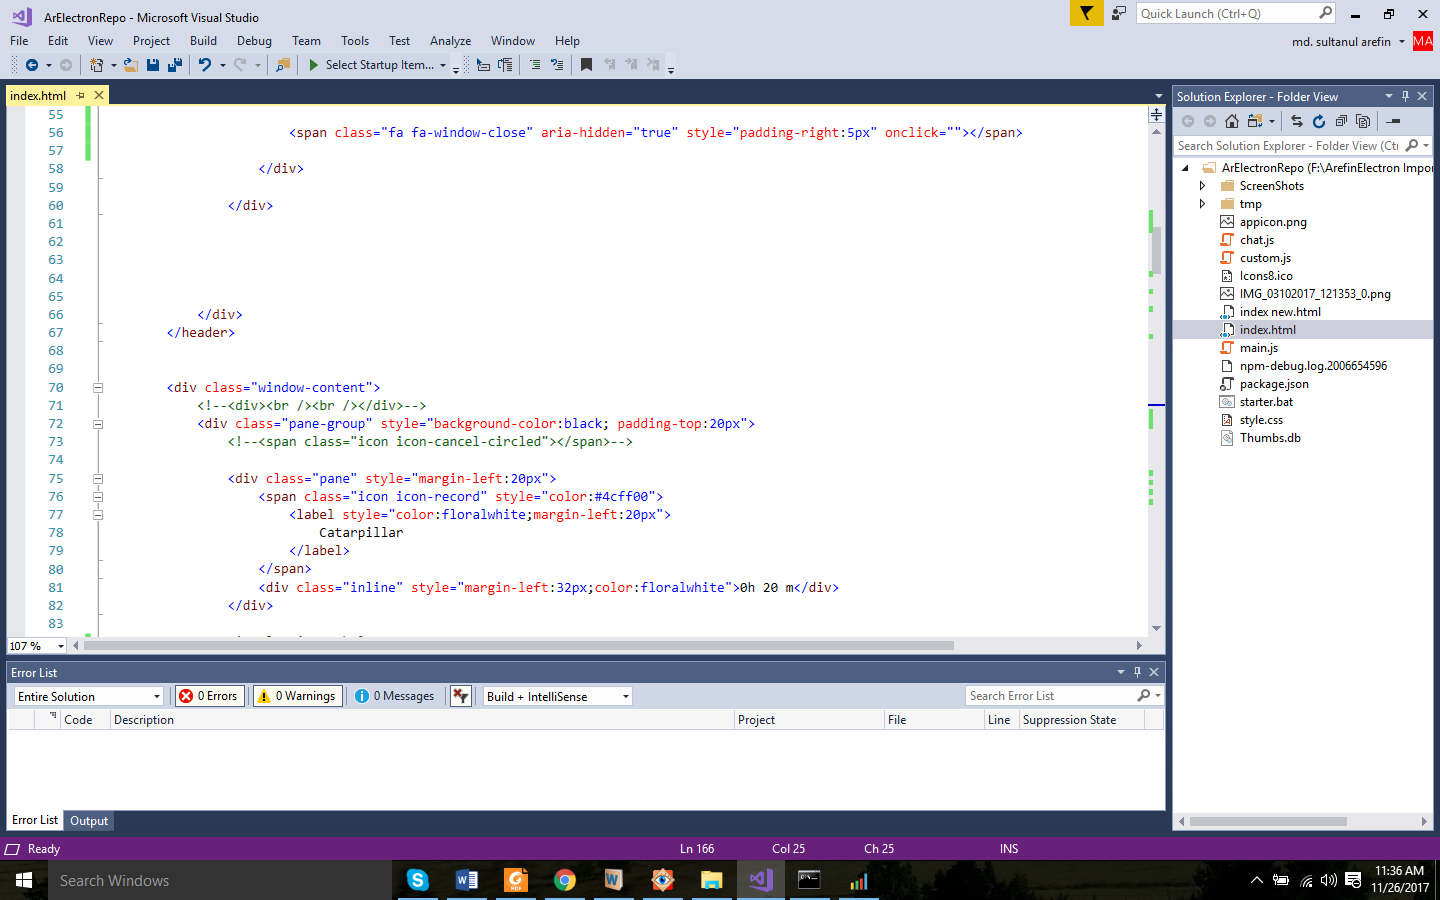 ArElectronRepo - Microsoft Visual Studio
Quick Launch (Ctrl+Q)
File Edit View Project Build Debug Team Tools Test Analyze Window Help
md. sultanul arefin MA
Select Startup Item...
index.html
55
56 <span class="fa fa-window-close" aria-hidden="true" style="padding-right:5px" onclick=""></span>
57
58 </div>
59
60 </div>
61
62
63
64
65
66 </div>
67 </header>
68
69
70 <div class="window-content">
71 <!--<div><br /><br /></div>-->
72 <div class="pane-group" style="background-color:black; padding-top:20px">
73 <!--<span class="icon icon-cancel-circled"></span>-->
74
75 <div class="pane" style="margin-left:20px">
76 <span class="icon icon-record" style="color:#4cff00">
77 <label style="color:floralwhite;margin-left:20px">
78 Catarpillar
79 </label>
80 </span>
81 <div class="inline" style="margin-left:32px;color:floralwhite">0h 20 m</div>
82 </div>
83
107 %
Solution Explorer - Folder View
Search Solution Explorer - Folder View (Ctr
ArElectronRepo (F:\ArefinElectron Impor
ScreenShots
tmp
appicon.png
chat.js
custom.js
Icons8.ico
IMG_03102017_121353_0.png
index new.html
index.html
main.js
npm-debug.log.2006654596
package.json
starter.bat
style.css
Thumbs.db
Error List
Entire Solution 0 Errors 0 Warnings 0 Messages Build + IntelliSense Search Error List
Code Description Project File Line Suppression State
Error List Output
Ready Ln 166 Col 25 Ch 25 INS
Search Windows
11:36 AM
11/26/2017